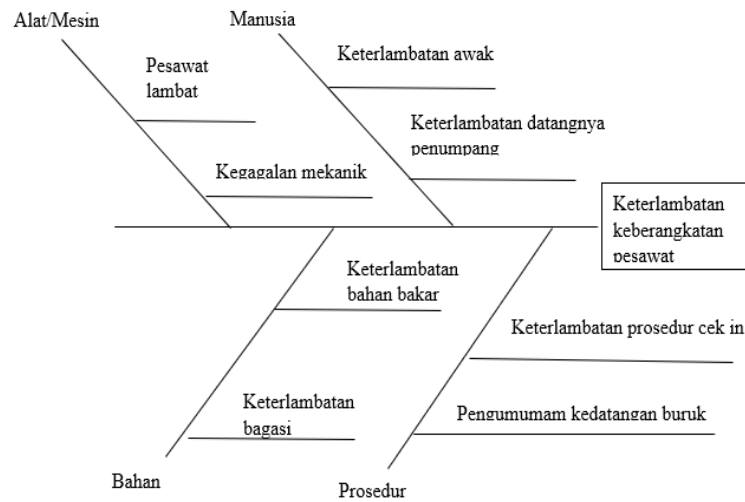 Alat/Mesin
Manusia
Pesawat
lambat
Keterlambatan awak
Keterlambatan datangnya
penumpang
Kegagalan mekanik
Keterlambatan
keberangkatan
pesawat
Keterlambatan
bahan bakar
Keterlambatan prosedur cek in
Keterlambatan
bagasi
Pengumumam kedatangan buruk
Bahan
Prosedur